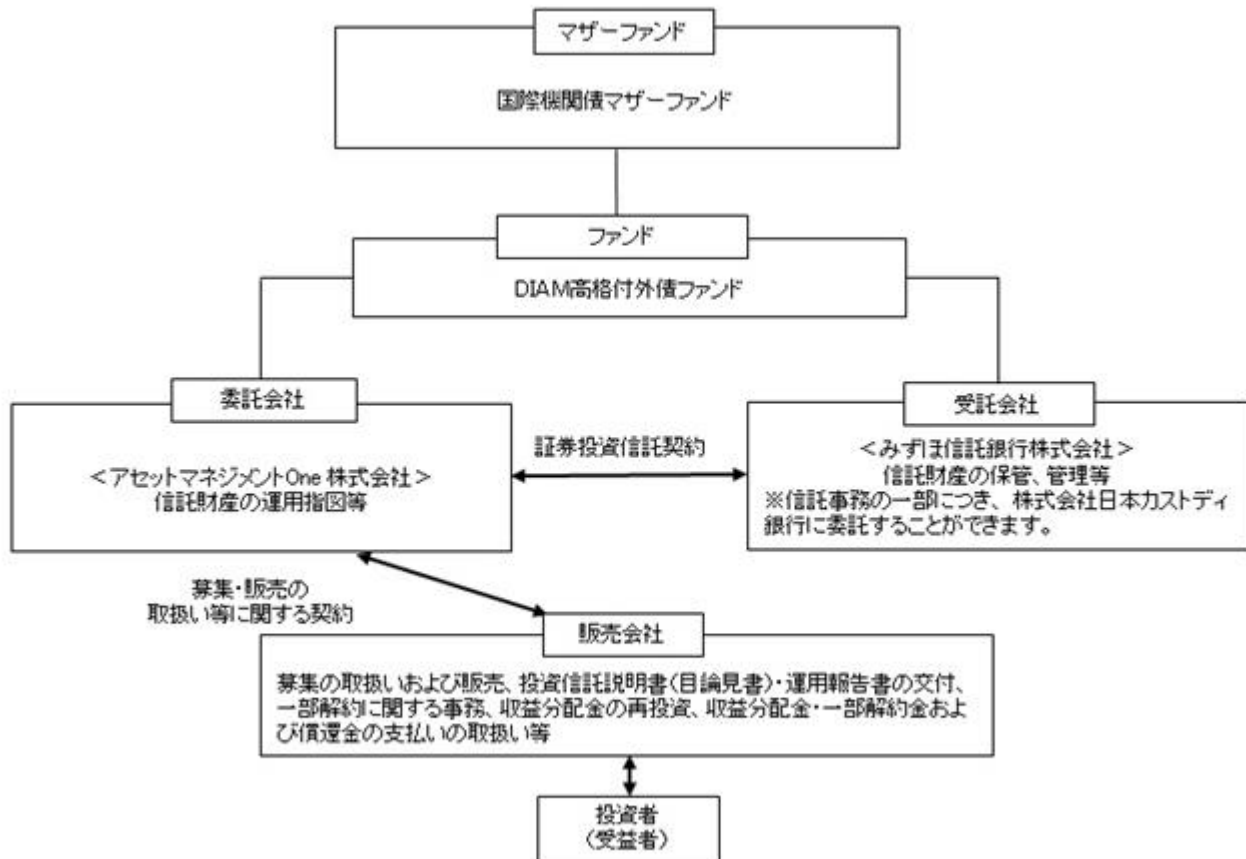 マザーファンド
国際機関債マザーファンド
ファンド
DIAM高格付外債ファンド
委託会社
<アセットマネジメントOne 株式会社>
信託財産の運用指図等
証券投資信託契約
受託会社
<みずほ信託銀行株式会社>
信託財産の保管、管理等
※信託事務の一部につき、株式会社日本カストディ
銀行に委託することができます。
募集・販売の
取扱い等に関する契約
販売会社
募集の取扱いおよび販売、投資信託説明書(目論見書)・運用報告書の交付、
一部解約に関する事務、収益分配金の再投資、収益分配金・一部解約金およ
び償還金の支払いの取扱い等
投資者
(受益者)